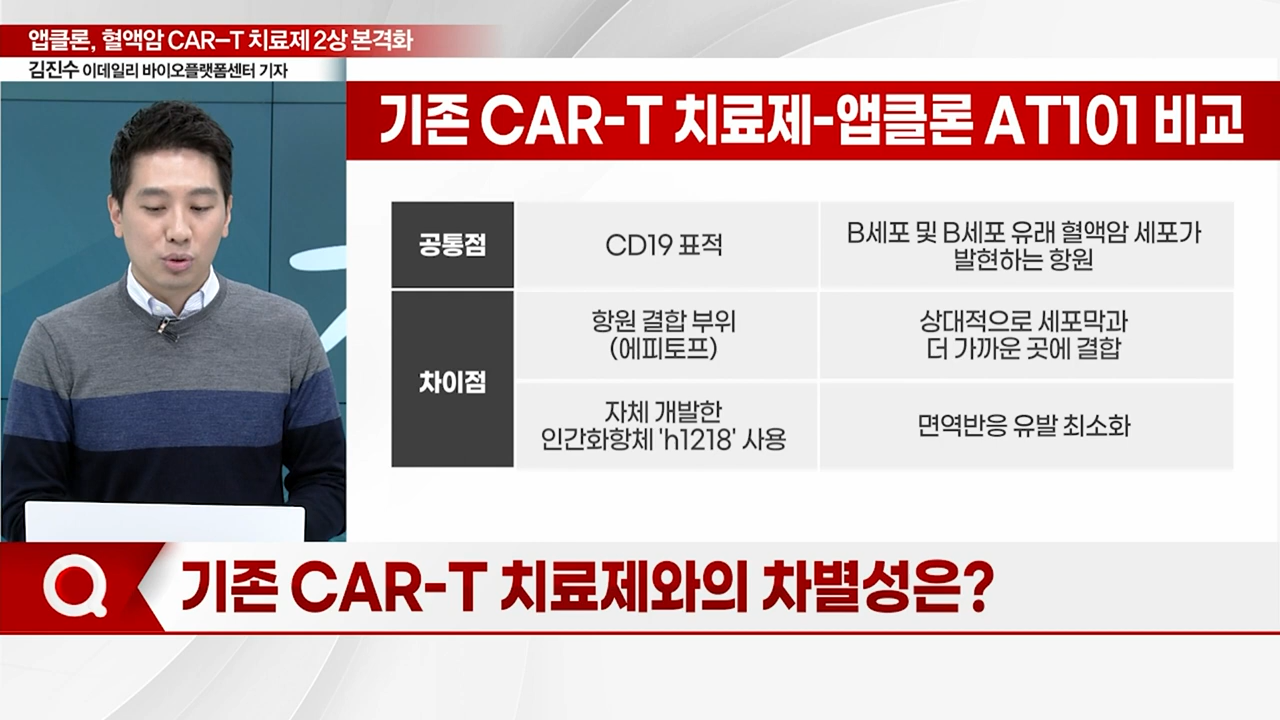 앱클론, 혈액암 CAR-T 치료제 2상 본격화
김진수 이데일리 바이오플랫폼센터 기자
기존 CAR-T 치료제-앱클론 AT101 비교
공통점
CD19 표적
B세포 및 B세포 유래 혈액암 세포가
발현하는 항원
차이점
항원 결합 부위
(에피토프)
상대적으로 세포막과
더 가까운 곳에 결합
자체 개발한
인간화항체 'h1218' 사용
면역반응 유발 최소화
Q
기존 CAR-T 치료제와의 차별성은?